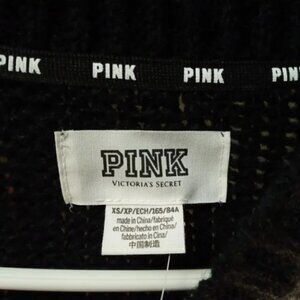 PINK PINK PINK PINK
PINK
VICTORIA'S SECRET
XS/XP/ECH/165/84A
made in China/fabriqué
en Chine/hecho en China/
fabbricato in Cina/
中国制造